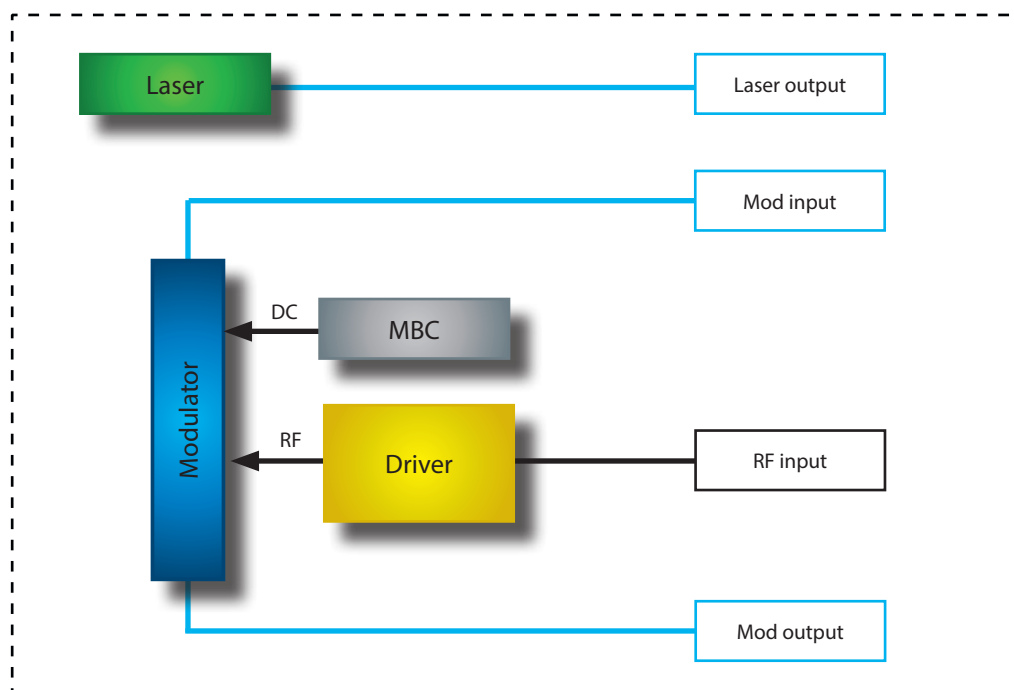 Laser
Laser output
Mod input
DC
MBC
Modulator
RF
Driver
RF input
Mod output